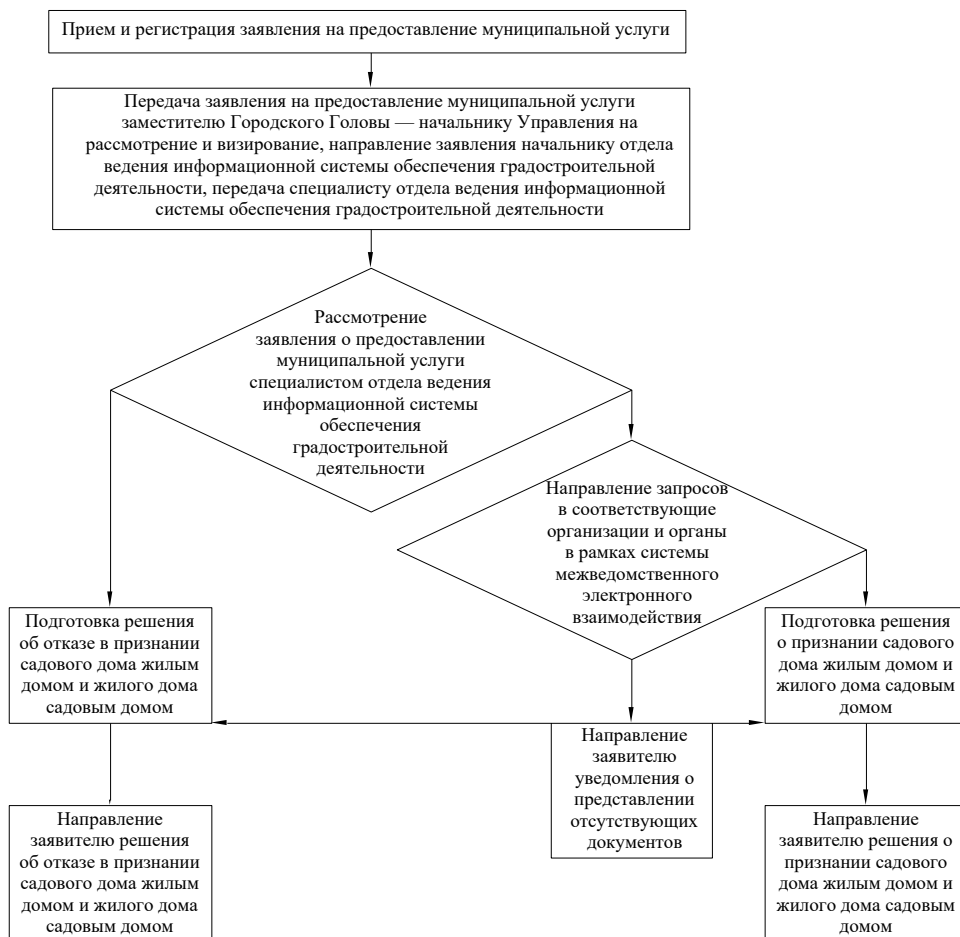 Прием и регистрация заявления на предоставление муниципальной услуги
Передача заявления на предоставление муниципальной услуги
заместителю Городского Головы — начальнику Управления на
рассмотрение и визирование, направление заявления начальнику отдела
ведения информационной системы обеспечения градостроительной
деятельности, передача специалисту отдела ведения информационной
системы обеспечения градостроительной деятельности
Рассмотрение
заявления о предоставлении
муниципальной услуги
специалистом отдела ведения
информационной системы
обеспечения
градостроительной
деятельности
Направление запросов
в соответствующие
организации и органы
в рамках системы
межведомственного
электронного
взаимодействия
Подготовка решения
об отказе в признании
садового дома жилым
домом и жилого дома
садовым домом
Подготовка решения
о признании садового
дома жилым домом и
жилого дома садовым
домом
Направление
заявителю
уведомления о
представлении
отсутствующих
документов
Направление
заявителю решения
об отказе в признании
садового дома жилым
домом и жилого дома
садовым домом
Направление
заявителю решения о
признании садового
дома жилым домом и
жилого дома садовым
домом